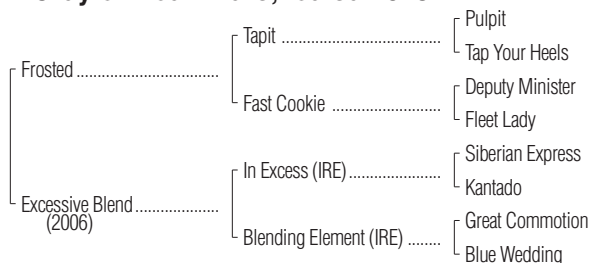 Pulpit
Tapit ................................
Tap Your Heels
Frosted .................................
Deputy Minister
Fast Cookie ........................
Fleet Lady
Siberian Express
In Excess (IRE)....................
Kantado
Excessive Blend...................
(2006)
Great Commotion
Blending Element (IRE) .......
Blue Wedding